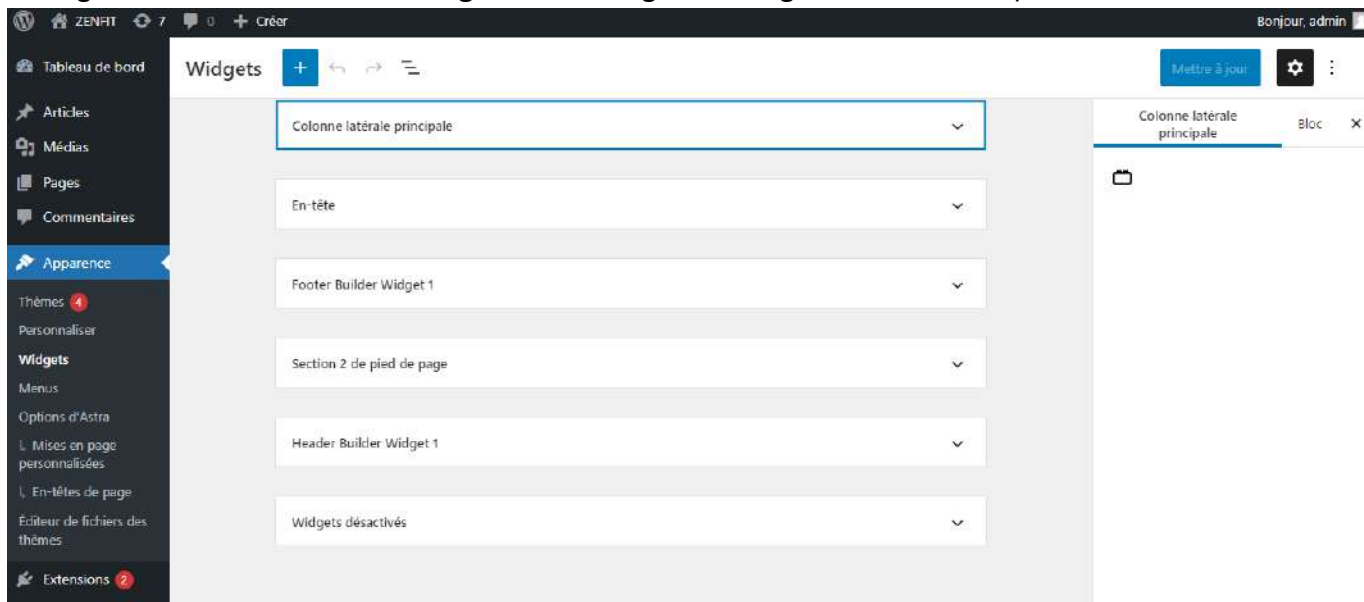 ZENFIT 7 0 + Créer Bonjour, admin
Tableau de bord
Articles
Médias
Pages
Commentaires
Apparence
Thèmes 4
Personnaliser
Widgets
Menus
Options d'Astra
Mises en page
personnalisées
En-têtes de page
Éditeur de fichiers des
thèmes
Extensions 2
Widgets
Mettre à jour
Colonne latérale principale
En-tête
Footer Builder Widget 1
Section 2 de pied de page
Header Builder Widget 1
Widgets désactivés
Colonne latérale
principale
Bloc